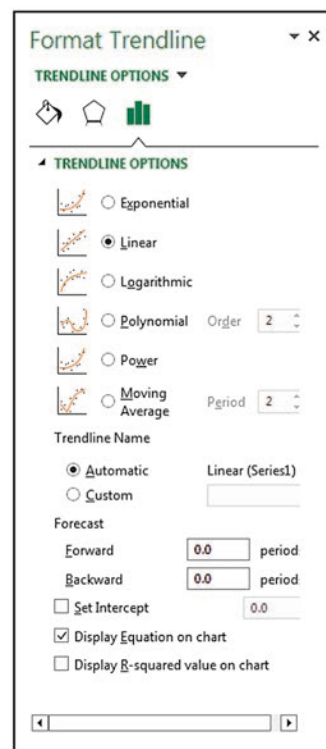 Format Trendline
TRENDLINE OPTIONS
TRENDLINE OPTIONS
Exponential
Linear
Logarithmic
Polynomial Order 2
Power
Moving
Average Period 2
Trendline Name
Automatic Linear (Series1)
Custom
Forecast
Forward 0.0 period
Backward 0.0 period
Set Intercept 0.0
Display Equation on chart
Display R-squared value on chart